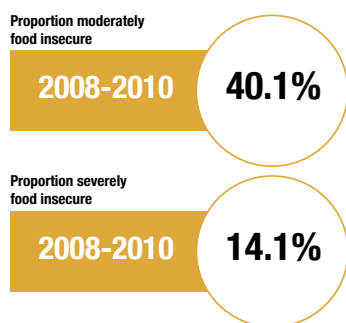 Proportion moderately
food insecure
2008-2010
40.1%
Proportion severely
food insecure
2008-2010
14.1%